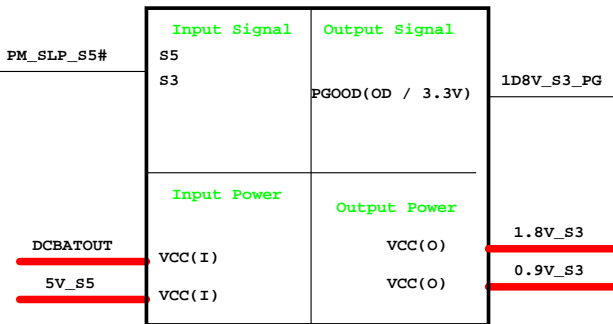 Input Signal Output Signal
PM_SLP_S5# S5
S3 1D8V_S3_PG
PGOOD(OD / 3.3V)
Input Power
Output Power
1.8V_S3
DCBATOUT VCC(O)
VCC(I)
0.9V_S3
5V_S5 VCC(O)
VCC(I)